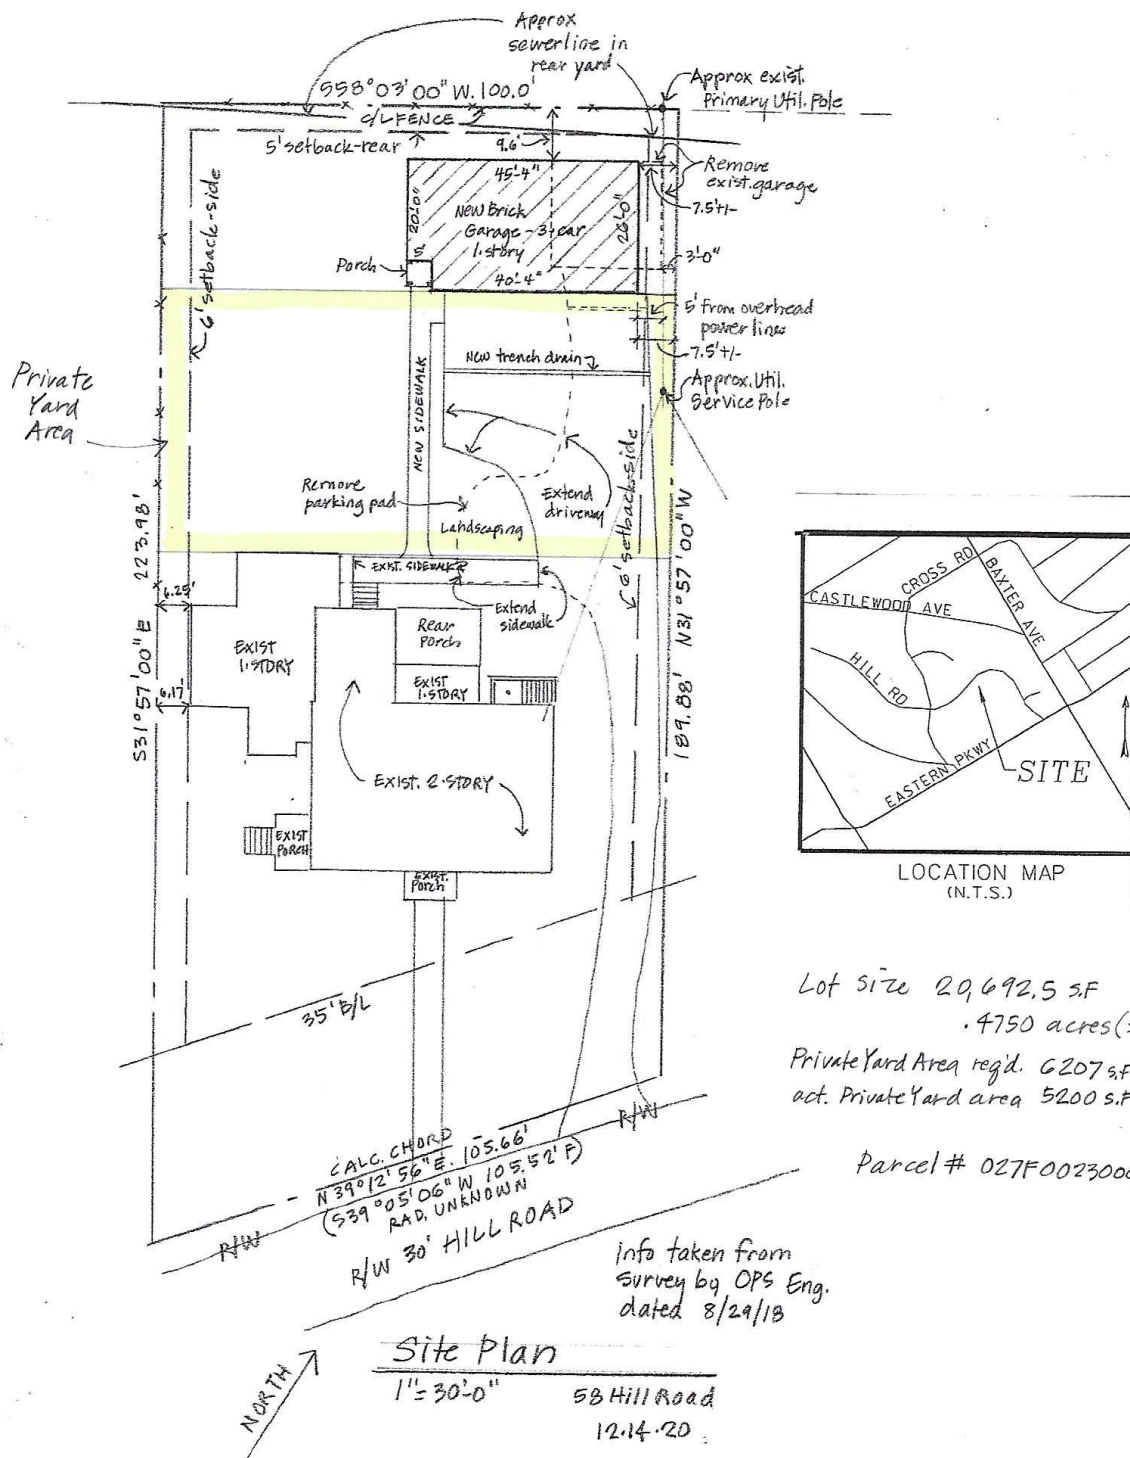 Approx
sewerline in
rear yard
S58°03'00"W.100.0'
C/L FENCE
5' setback-rear
9.6'
Approx exist.
Primary Util. Pole
Remove
exist. garage
7.5'+/-
3'-0"
5' from overhead
power lines
7.5'+/-
Approx. Util.
Service Pole
45'-4"
20'-0"
26'-0"
New Brick
Garage - 3-car
1-story
5'
40'-4"
Porch
6' setback-side
Private
Yard
Area
New trench drain
NEW SIDEWALK
Remove
parking pad
Landscaping
Extend
driveway
6' setback-side
EXIST. SIDEWALK
Extend
sidewalk
223.98'
S31°57'00"E
N31°57'00"W
189.88'
6.25'
6.17'
EXIST
1-STORY
Rear
Porch
EXIST
1-STORY
EXIST. 2-STORY
EXIST
PORCH
EXIST.
Porch
35' B/L
CALC. CHORD
N39°12'56"E. 105.66'
(S39°05'06"W 105.52'F)
RAD. UNKNOWN
R/W
R/W
R/W 30' HILL ROAD
CROSS RD
BAXTER AVE
CASTLEWOOD AVE
HILL RD
EASTERN PKWY
SITE
LOCATION MAP
(N.T.S.)
Lot size 20,692.5 s.F
.4750 acres(
Private Yard Area req'd. 6207 s.F
act. Private Yard area 5200 s.F
Parcel # 027F002300
info taken from
survey by OPS Eng.
dated 8/29/18
NORTH
Site Plan
1"=30'-0"
58 Hill Road
12.14.20